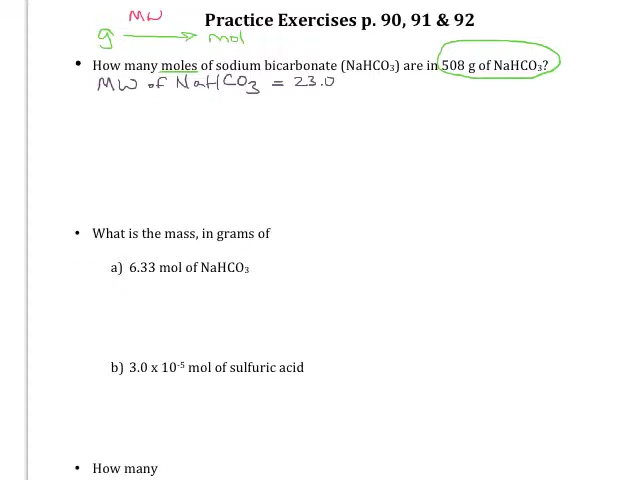 MW
Practice Exercises p. 90, 91 & 92
g → mol
• How many moles of sodium bicarbonate (NaHCO₃) are in 508 g of NaHCO₃?
MW of NaHCO₃ = 23.0
• What is the mass, in grams of
a) 6.33 mol of NaHCO₃
b) 3.0 x 10⁻⁵ mol of sulfuric acid
• How many